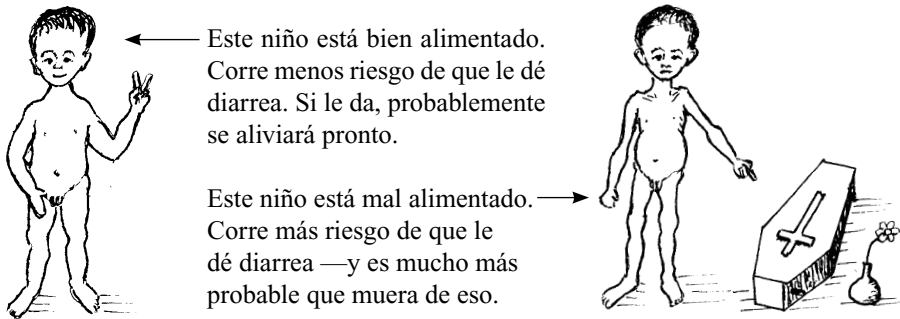 Este niño está bien alimentado.
Corre menos riesgo de que le dé
diarrea. Si le da, probablemente
se aliviará pronto.
Este niño está mal alimentado.
Corre más riesgo de que le
dé diarrea —y es mucho más
probable que muera de eso.